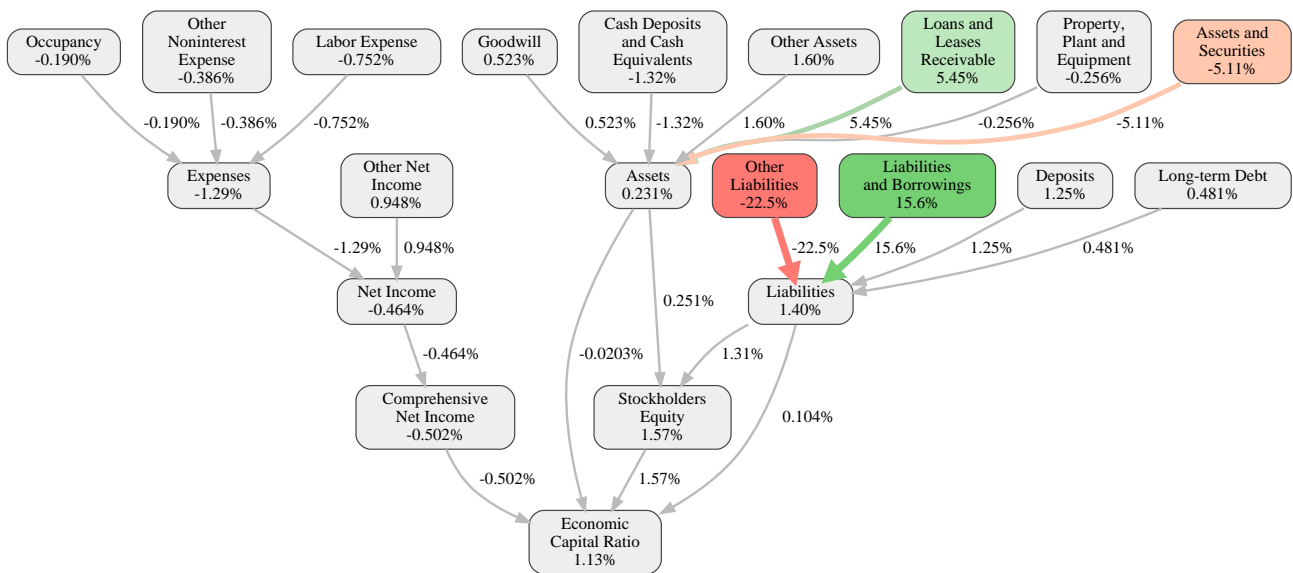 Occupancy
-0.190%
Other
Noninterest
Expense
-0.386%
Labor Expense
-0.752%
Goodwill
0.523%
Cash Deposits
and Cash
Equivalents
-1.32%
Other Assets
1.60%
Loans and
Leases
Receivable
5.45%
Property,
Plant and
Equipment
-0.256%
Assets and
Securities
-5.11%
-0.190%
-0.386%
-0.752%
0.523%
-1.32%
1.60%
5.45%
-0.256%
-5.11%
Expenses
-1.29%
Other Net
Income
0.948%
Assets
0.231%
Other
Liabilities
-22.5%
Liabilities
and Borrowings
15.6%
Deposits
1.25%
Long-term Debt
0.481%
-1.29%
0.948%
-22.5%
15.6%
1.25%
0.481%
Net Income
-0.464%
0.251%
Liabilities
1.40%
-0.464%
-0.0203%
1.31%
Comprehensive
Net Income
-0.502%
Stockholders
Equity
1.57%
0.104%
-0.502%
1.57%
Economic
Capital Ratio
1.13%